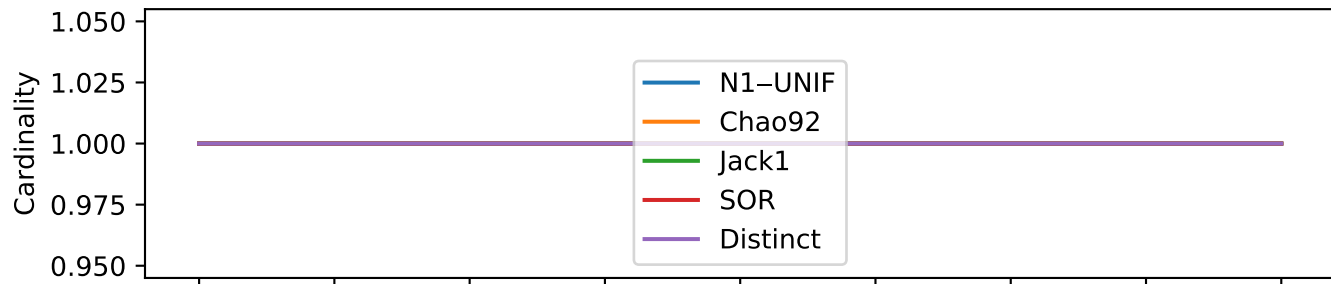 1.050
1.025
1.000
0.975
0.950
Cardinality
N1−UNIF
Chao92
Jack1
SOR
Distinct